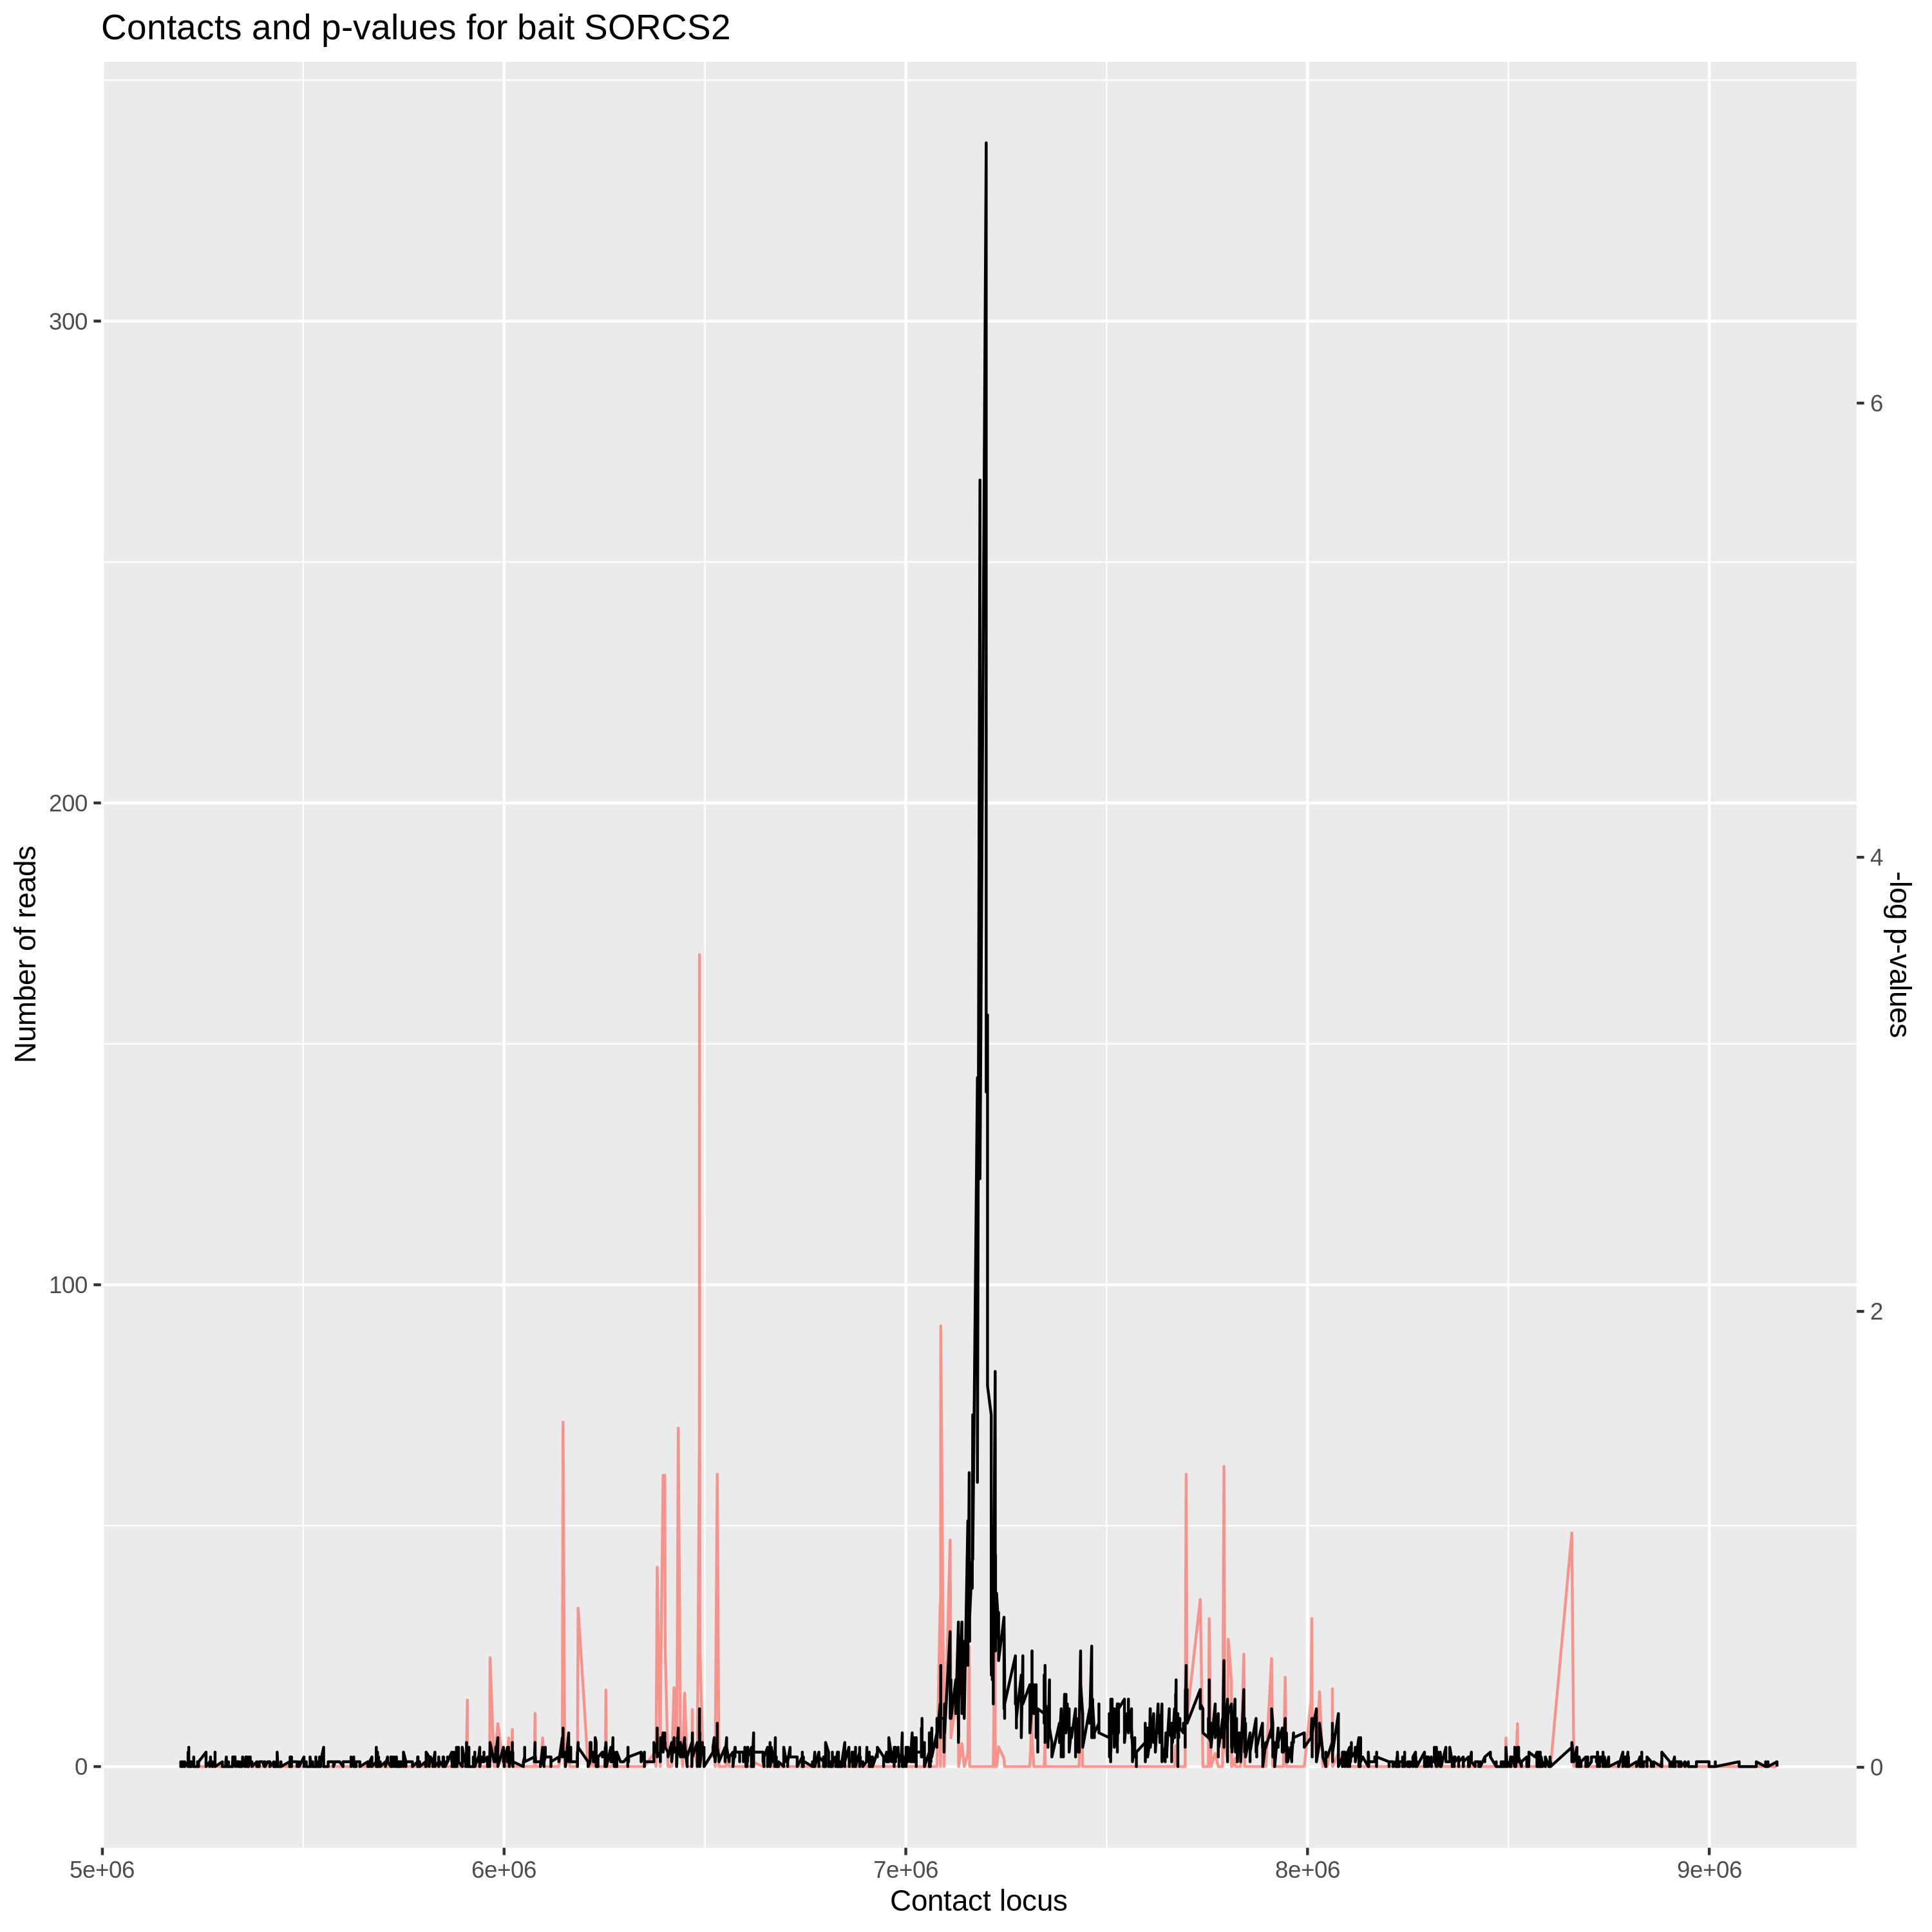 Contacts and p-values for bait SORCS2
Number of reads
300
200
100
0
6
4
2
0
-log p-values
5e+06
6e+06
7e+06
8e+06
9e+06
Contact locus